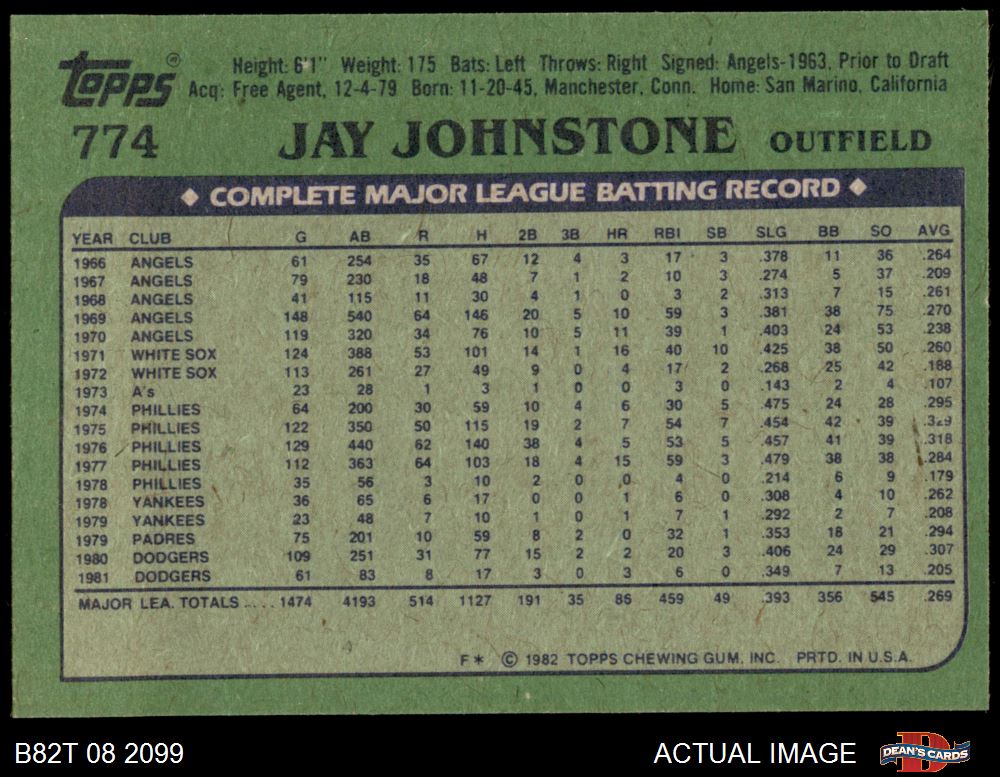 Topps® Height: 6'1" Weight: 175 Bats: Left Throws: Right Signed: Angels-1963, Prior to Draft
Acq: Free Agent, 12-4-79 Born: 11-20-45, Manchester, Conn. Home: San Marino, California
774 JAY JOHNSTONE OUTFIELD
◆ COMPLETE MAJOR LEAGUE BATTING RECORD ◆
YEAR CLUB G AB R H 2B 3B HR RBI SB SLG BB SO AVG
1966 ANGELS 61 254 35 67 12 4 3 17 3 .378 11 36 .264
1967 ANGELS 79 230 18 48 7 1 2 10 3 .274 5 37 .209
1968 ANGELS 41 115 11 30 4 1 0 3 2 .313 7 15 .261
1969 ANGELS 148 540 64 146 20 5 10 59 3 .381 38 75 .270
1970 ANGELS 119 320 34 76 10 5 11 39 1 .403 24 53 .238
1971 WHITE SOX 124 388 53 101 14 1 16 40 10 .425 38 50 .260
1972 WHITE SOX 113 261 27 49 9 0 4 17 2 .268 25 42 .188
1973 A's 23 28 1 3 1 0 0 3 0 .143 2 4 .107
1974 PHILLIES 64 200 30 59 10 4 6 30 5 .475 24 28 .295
1975 PHILLIES 122 350 50 115 19 2 7 54 7 .454 42 39 .329
1976 PHILLIES 129 440 62 140 38 4 5 53 5 .457 41 39 .318
1977 PHILLIES 112 363 64 103 18 4 15 59 3 .479 38 38 .284
1978 PHILLIES 35 56 3 10 2 0 0 4 0 .214 6 9 .179
1978 YANKEES 36 65 6 17 0 0 1 6 0 .308 4 10 .262
1979 YANKEES 23 48 7 10 1 0 1 7 1 .292 2 7 .208
1979 PADRES 75 201 10 59 8 2 0 32 1 .353 18 21 .294
1980 DODGERS 109 251 31 77 15 2 2 20 3 .406 24 29 .307
1981 DODGERS 61 83 8 17 3 0 3 6 0 .349 7 13 .205
MAJOR LEA. TOTALS ..... 1474 4193 514 1127 191 35 86 459 49 .393 356 545 .269
F* © 1982 TOPPS CHEWING GUM, INC. PRTD. IN U.S.A.
B82T 08 2099 ACTUAL IMAGE D DEAN'S CARDS